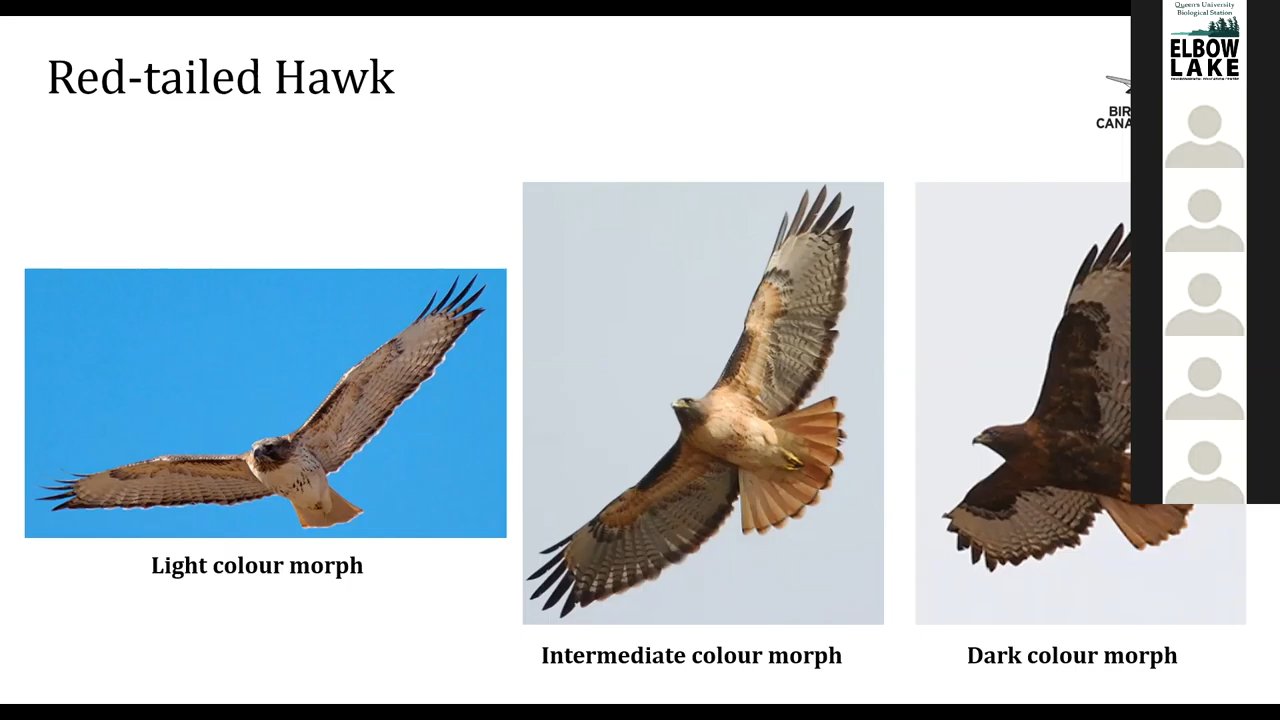 Queen's University
Biological Station
ELBOW
LAKE
Red-tailed Hawk
BIR
CANA
Light colour morph
Intermediate colour morph
Dark colour morph